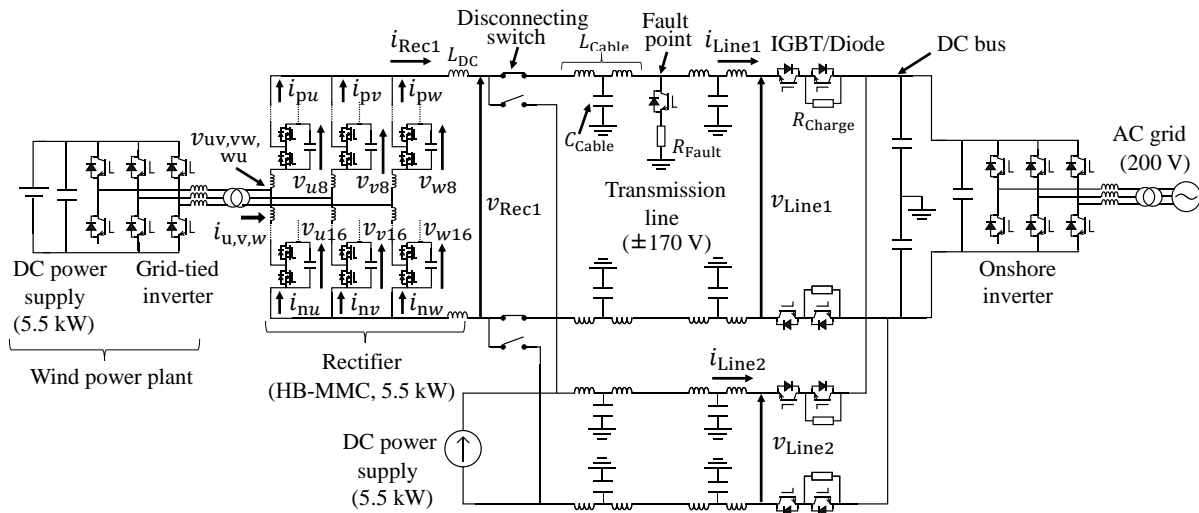 Disconnecting
switch
Fault
point
i_Rec1
L_DC
L_Cable
i_Line1
IGBT/Diode
DC bus
i_pu
i_pv
i_pw
C_Cable
R_Fault
R_Charge
AC grid
(200 V)
v_uv,vw,
wu
v_u8
v_v8
v_w8
v_Rec1
Transmission
line
(±170 V)
v_Line1
i_u,v,w
v_u16
v_v16
v_w16
DC power
supply
(5.5 kW)
Grid-tied
inverter
i_nu
i_nv
i_nw
Onshore
inverter
Wind power plant
Rectifier
(HB-MMC, 5.5 kW)
i_Line2
DC power
supply
(5.5 kW)
v_Line2